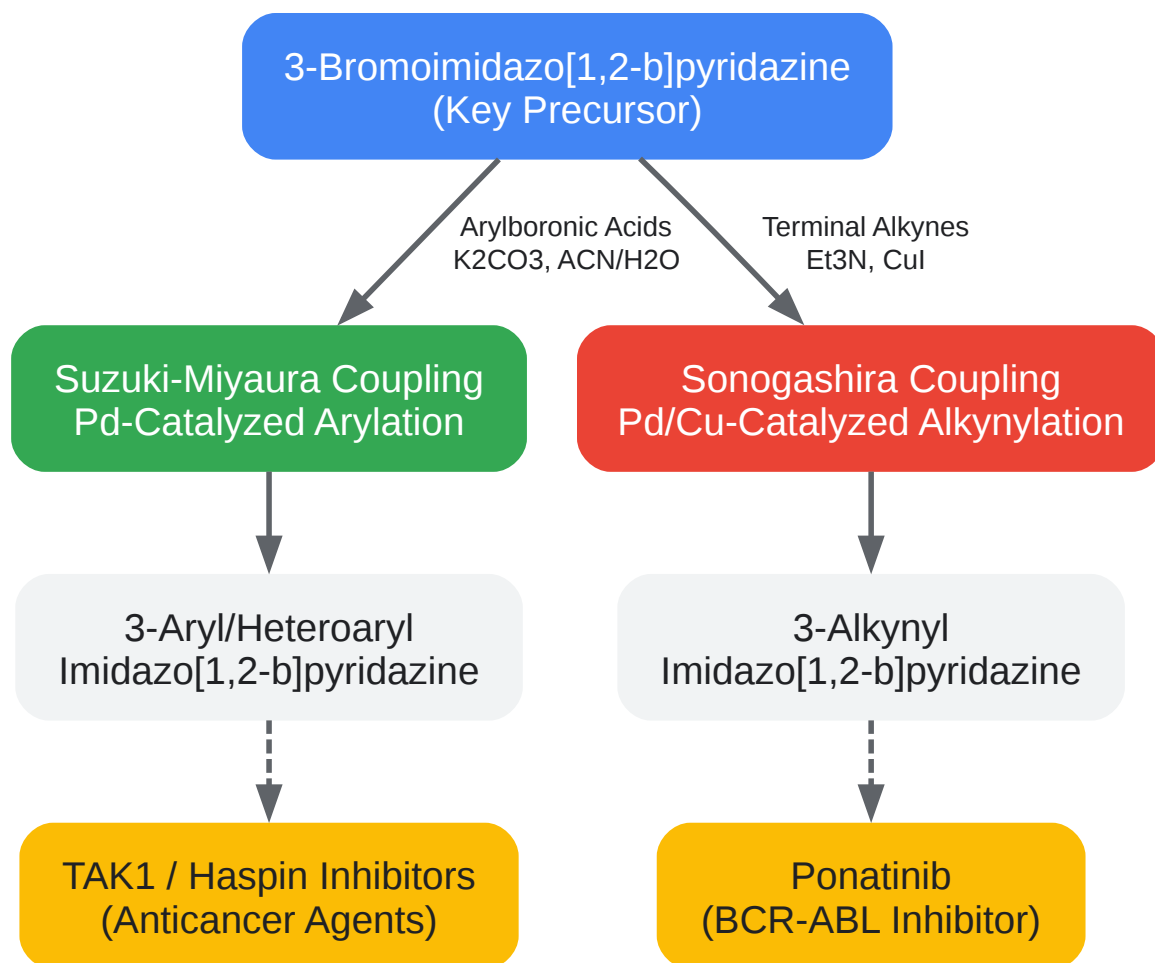 3-Bromoimidazo[1,2-b]pyridazine
(Key Precursor)
Arylboronic Acids
K2CO3, ACN/H2O
Terminal Alkynes
Et3N, CuI
Suzuki-Miyaura Coupling
Pd-Catalyzed Arylation
Sonogashira Coupling
Pd/Cu-Catalyzed Alkynylation
3-Aryl/Heteroaryl
Imidazo[1,2-b]pyridazine
3-Alkynyl
Imidazo[1,2-b]pyridazine
TAK1 / Haspin Inhibitors
(Anticancer Agents)
Ponatinib
(BCR-ABL Inhibitor)